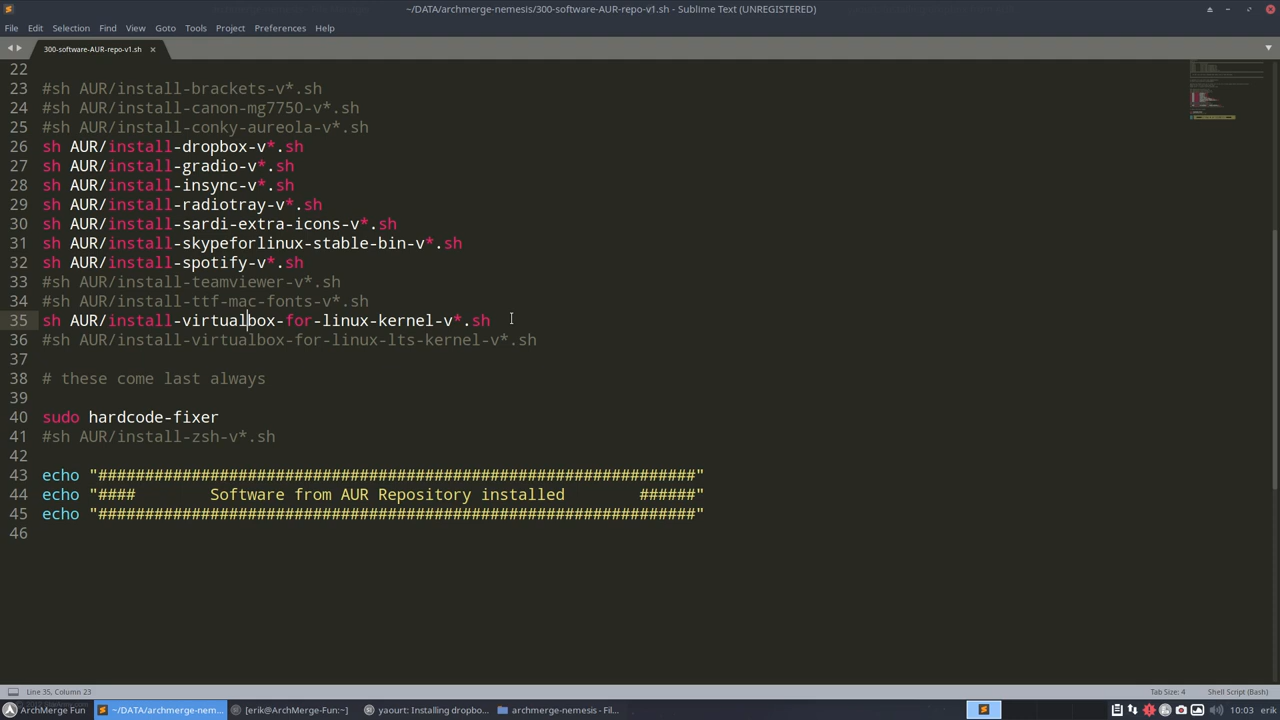 ~/DATA/archmerge-nemesis/300-software-AUR-repo-v1.sh - Sublime Text (UNREGISTERED)
File Edit Selection Find View Goto Tools Project Preferences Help
300-software-AUR-repo-v1.sh ×
22
23 #sh AUR/install-brackets-v*.sh
24 #sh AUR/install-canon-mg7750-v*.sh
25 #sh AUR/install-conky-aureola-v*.sh
26 sh AUR/install-dropbox-v*.sh
27 sh AUR/install-gradio-v*.sh
28 sh AUR/install-insync-v*.sh
29 sh AUR/install-radiotray-v*.sh
30 sh AUR/install-sardi-extra-icons-v*.sh
31 sh AUR/install-skypeforlinux-stable-bin-v*.sh
32 sh AUR/install-spotify-v*.sh
33 #sh AUR/install-teamviewer-v*.sh
34 #sh AUR/install-ttf-mac-fonts-v*.sh
35 sh AUR/install-virtualbox-for-linux-kernel-v*.sh
36 #sh AUR/install-virtualbox-for-linux-lts-kernel-v*.sh
37
38 # these come last always
39
40 sudo hardcode-fixer
41 #sh AUR/install-zsh-v*.sh
42
43 echo "################################################################"
44 echo "####        Software from AUR Repository installed        ######"
45 echo "################################################################"
46
Line 35, Column 23 Tab Size: 4 Shell Script (Bash)
ArchMerge Fun ~/DATA/archmerge-nem... [erik@ArchMerge-Fun:~] yaourt: Installing dropbo... archmerge-nemesis - Fil... 10:03 erik